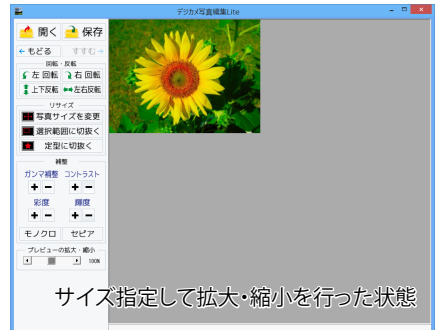 デジカメ写真編集Lite
開く 保存
もどる すすむ
回転・反転
左 回転 右 回転
上下反転 左右反転
リサイズ
写真サイズを変更
選択範囲に切抜く
定型に切抜く
補整
ガンマ補整 コントラスト
+ - + -
彩度 輝度
+ - + -
モノクロ セピア
プレビューの拡大・縮小
100%
サイズ指定して拡大・縮小を行った状態